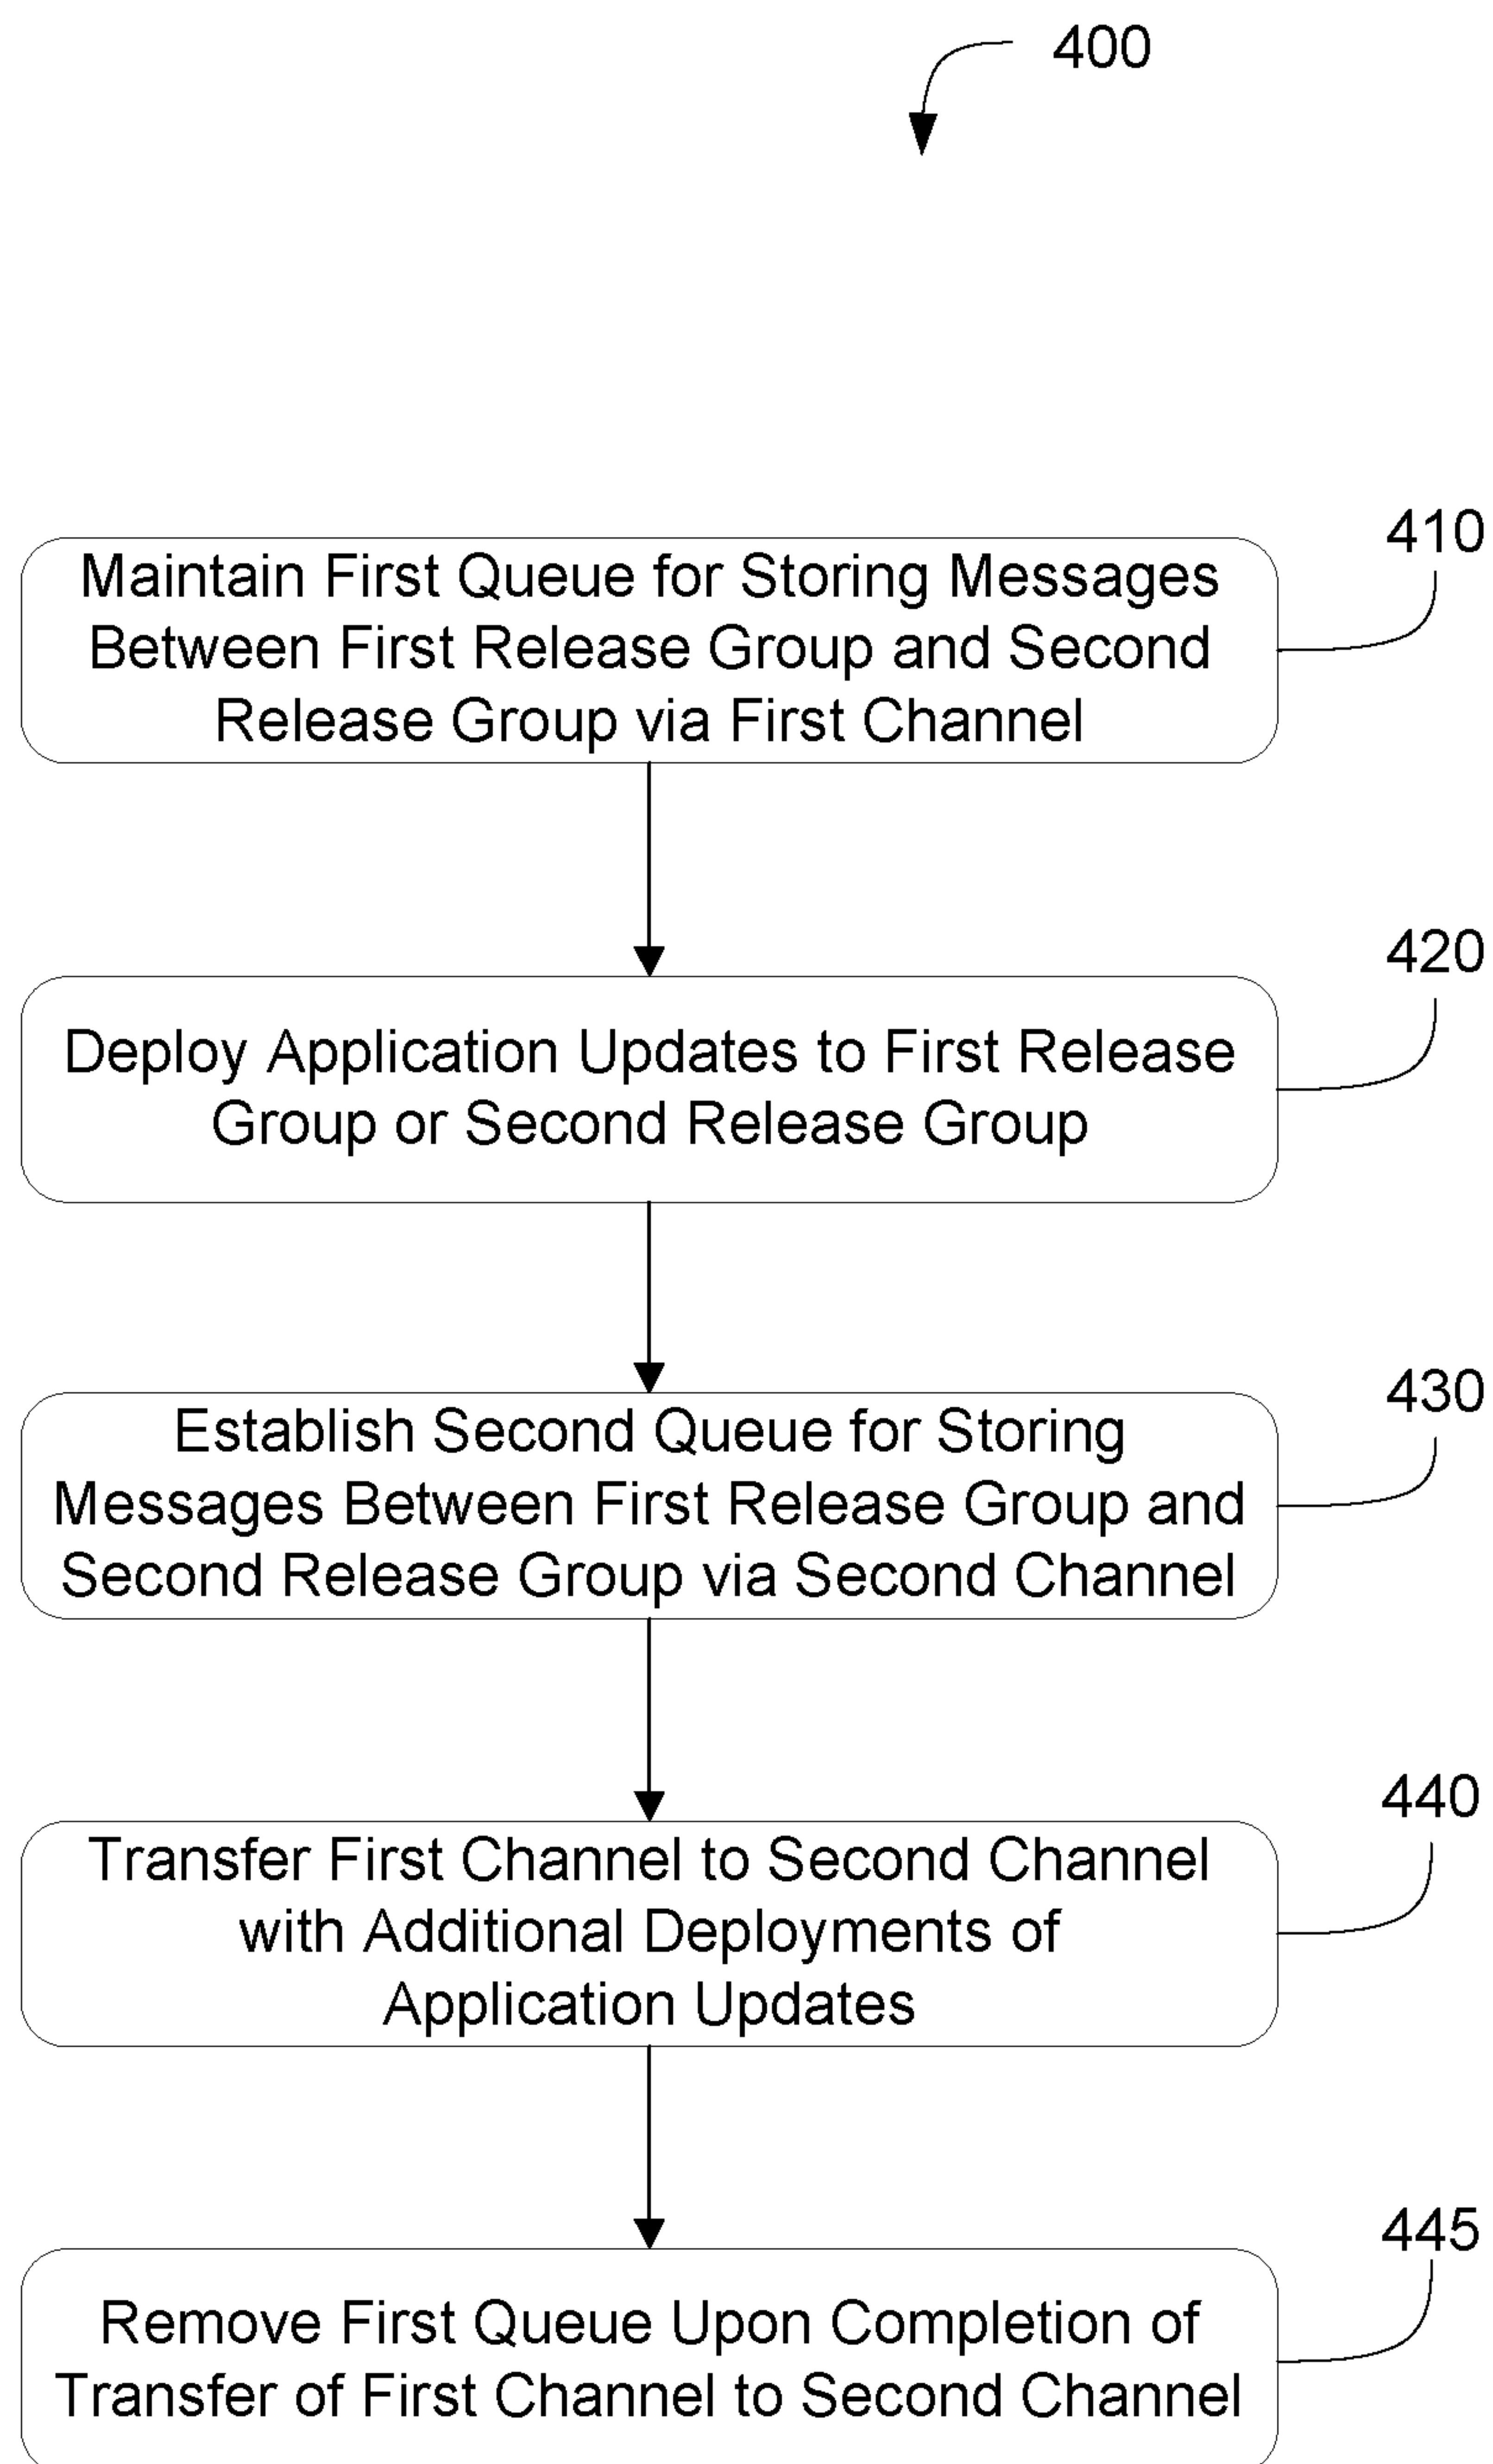 400
410
Maintain First Queue for Storing Messages
Between First Release Group and Second
Release Group via First Channel
420
Deploy Application Updates to First Release
Group or Second Release Group
430
Establish Second Queue for Storing
Messages Between First Release Group and
Second Release Group via Second Channel
440
Transfer First Channel to Second Channel
with Additional Deployments of
Application Updates
445
Remove First Queue Upon Completion of
Transfer of First Channel to Second Channel